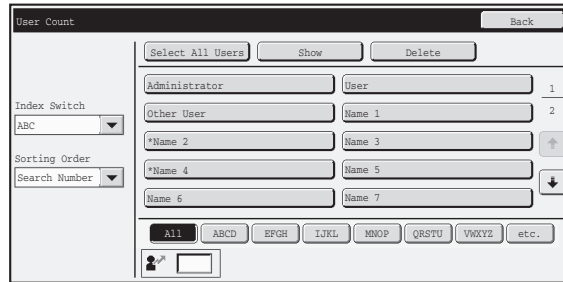 User Count Back
Select All Users Show Delete
Administrator User 1
Index Switch Other User Name 1 2
ABC
*Name 2 Name 3
Sorting Order
Search Number *Name 4 Name 5
Name 6 Name 7
All ABCD EFGH IJKL MNOP QRSTU VWXYZ etc.